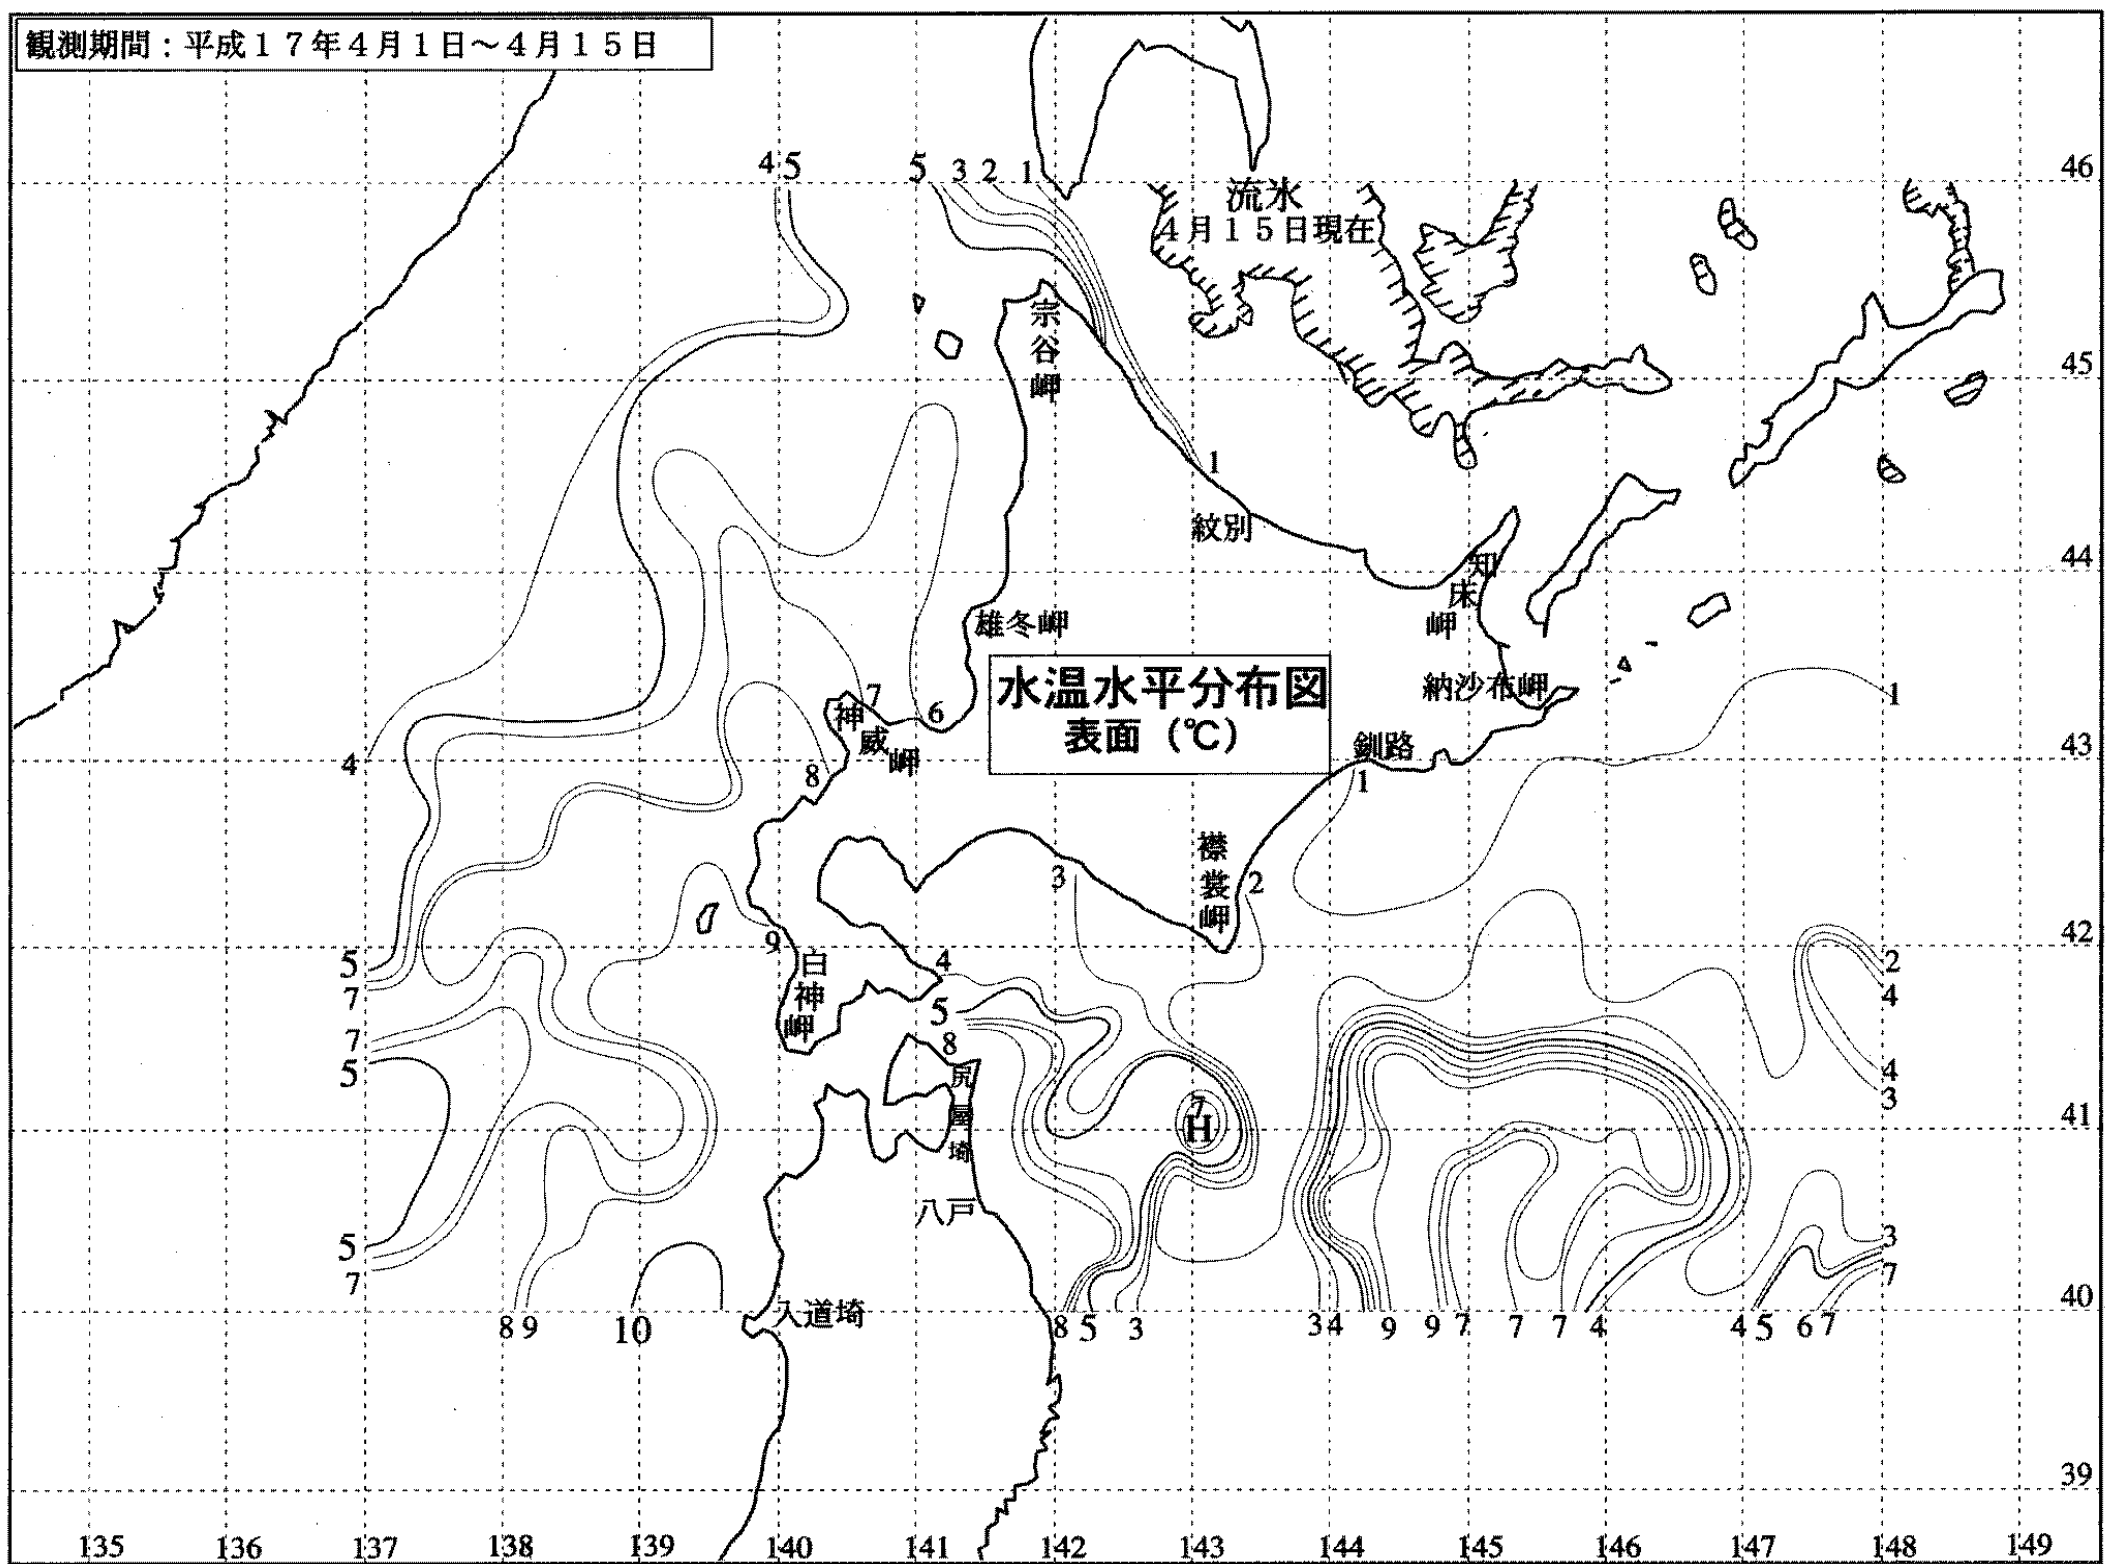 観測期間：平成１７年４月１日～４月１５日
4 5 5 3 2 1
46
流氷
４月１５日現在
宗谷岬
45
1
紋別
44
知床岬
雄冬岬
水温水平分布図
表面（℃）
納沙布岬
1
7
6
神威岬
釧路
43
4
8
1
襟裳岬
3
2
9
42
5
白神岬
4
2
7
4
5
7
8
5
尻屋埼
4
3
7
H
41
八戸
5
3
7
7
入道埼
40
8 9 10 8 5 3 3 4 9 9 7 7 7 4 4 5 6 7
39
135 136 137 138 139 140 141 142 143 144 145 146 147 148 149